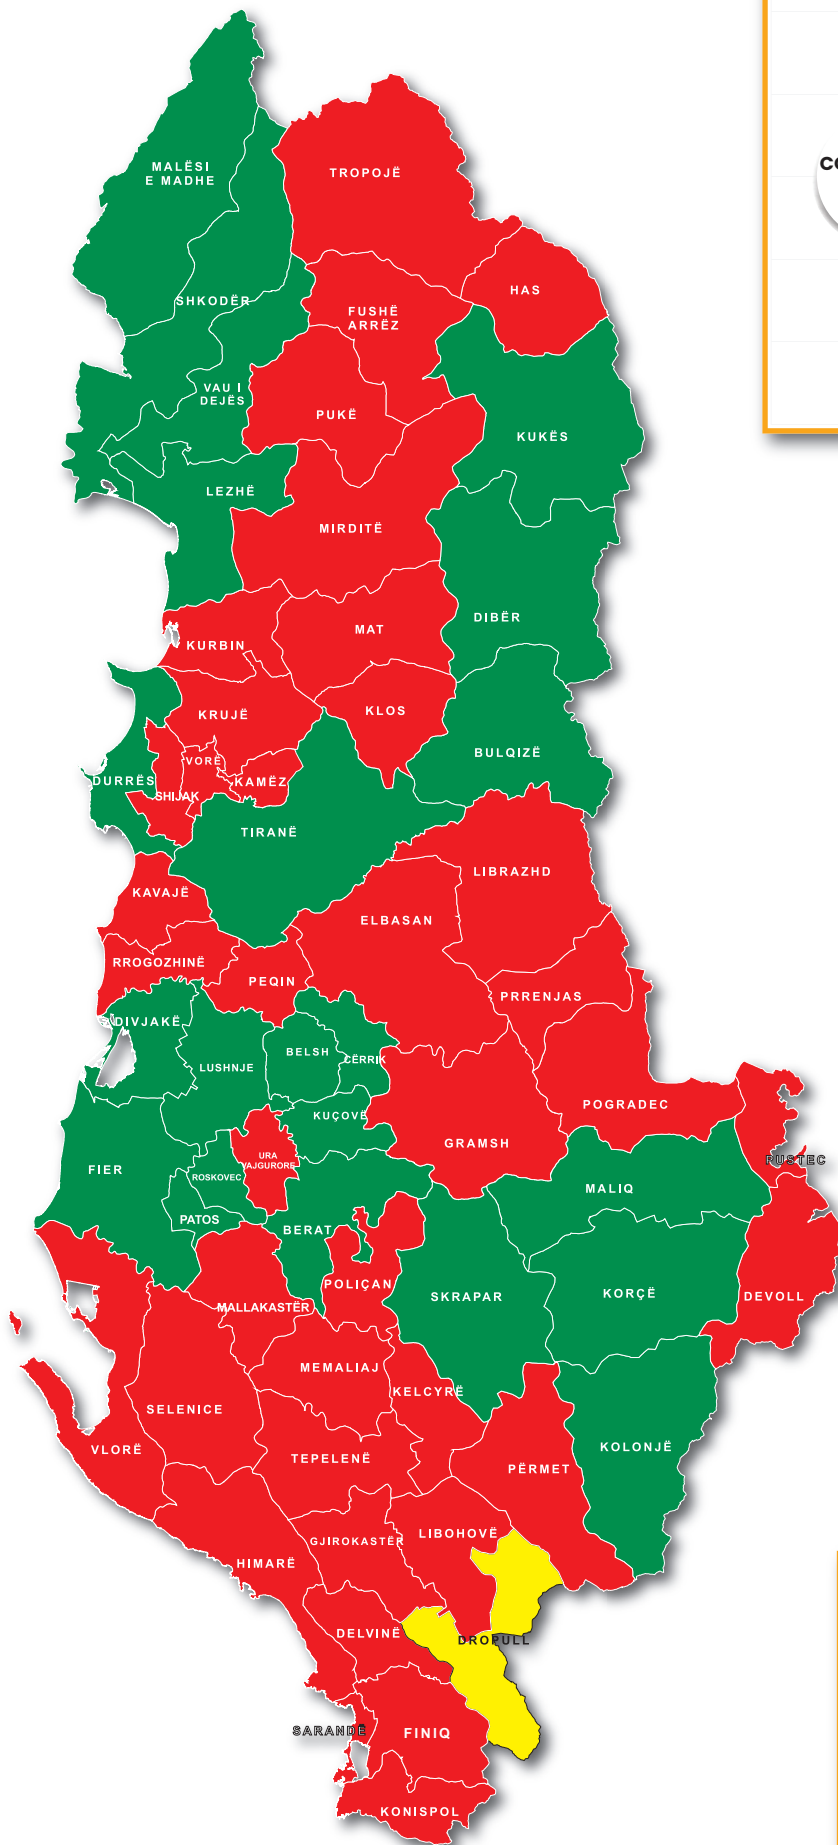 MALËSI
E MADHE
TROPOJË
HAS
SHKODËR
FUSHË
ARRËZ
VAU I
DEJËS
PUKË
KUKËS
LEZHË
MIRDITË
DIBËR
MAT
KURBIN
KLOS
KRUJË
BULQIZË
VORË
DURRËS
KAMËZ
SHIJAK
TIRANË
LIBRAZHD
KAVAJË
ELBASAN
RROGOZHINË
PEQIN
PRRENJAS
DIVJAKË
BELSH
CËRRIK
LUSHNJE
POGRADEC
KUÇOVË
GRAMSH
URA
VAJGURORE
PUSTEC
FIER
ROSKOVEC
MALIQ
PATOS
BERAT
POLIÇAN
KORÇË
SKRAPAR
DEVOLL
MALLAKASTËR
MEMALIAJ
KELCYRË
SELENICE
KOLONJË
VLORË
TEPELENË
PËRMET
LIBOHOVË
GJIROKASTËR
HIMARË
DELVINË
DROPULL
SARANDË
FINIQ
KONISPOL